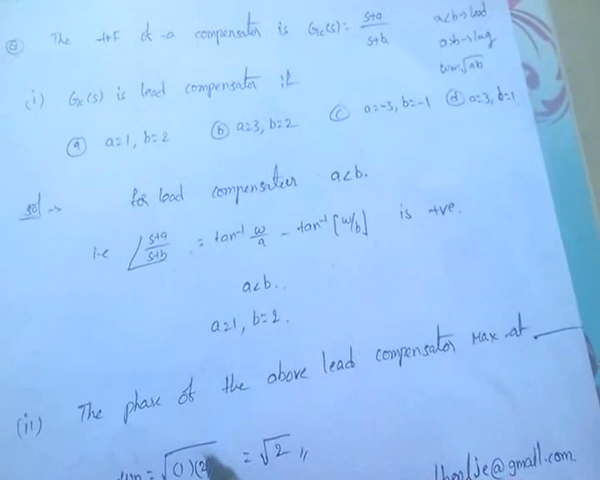 ⑤ The T.F of a compensator is Gc(s) = s+a / s+b
a<b → lead
a>b → lag
ωm √ab
(i) Gc(s) is lead compensator if
ⓐ a=1, b=2 ⓑ a=3, b=2 ⓒ a=-3, b=-1 ⓓ a=3, b=1
Sol → for lead compensator a<b.
i.e ∠ s+a / s+b = tan⁻¹ ω/a - tan⁻¹ [ω/b] is +ve.
a<b.
a=1, b=2.
(ii) The phase of the above lead compensator max. at
= √(1)(2) = √2 //
@gmail.com